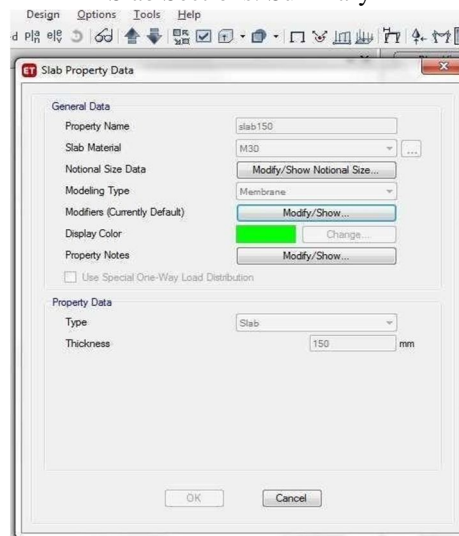 Design Options Tools Help
ET Slab Property Data
General Data
Property Name slab150
Slab Material M30 ...
Notional Size Data Modify/Show Notional Size...
Modeling Type Membrane
Modifiers (Currently Default) Modify/Show...
Display Color Change...
Property Notes Modify/Show...
Use Special One-Way Load Distribution
Property Data
Type Slab
Thickness 150 mm
OK Cancel